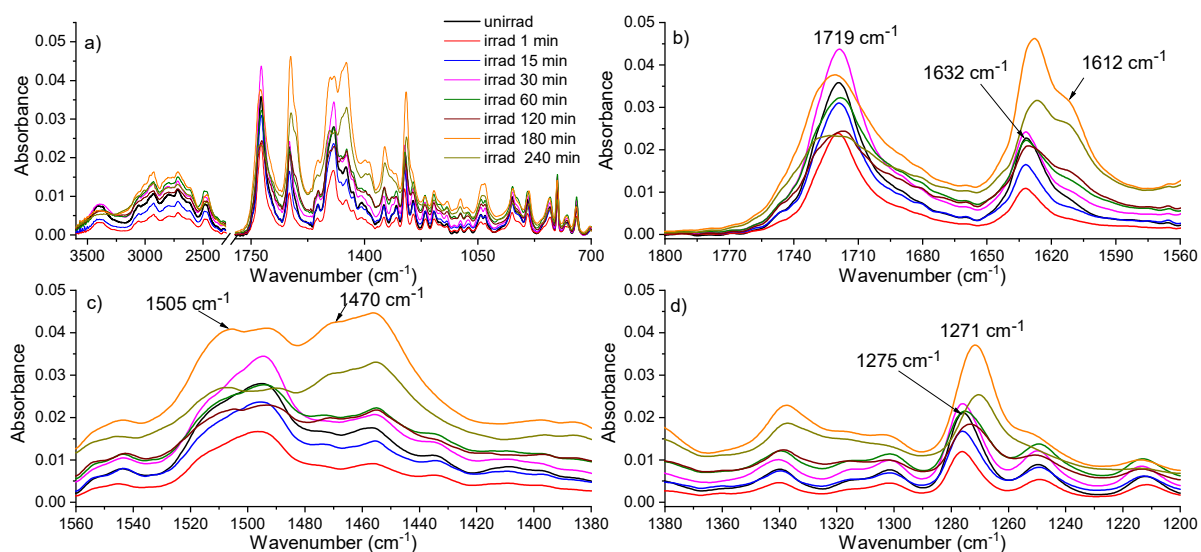 a)
unirrad
irrad 1 min
irrad 15 min
irrad 30 min
irrad 60 min
irrad 120 min
irrad 180 min
irrad 240 min
Absorbance
0.05
0.04
0.03
0.02
0.01
0.00
3500 3000 2500 1750 1400 1050 700
Wavenumber (cm⁻¹)
b)
1719 cm⁻¹
1632 cm⁻¹
1612 cm⁻¹
Absorbance
0.05
0.04
0.03
0.02
0.01
0.00
1800 1770 1740 1710 1680 1650 1620 1590 1560
Wavenumber (cm⁻¹)
c)
1505 cm⁻¹
1470 cm⁻¹
Absorbance
0.05
0.04
0.03
0.02
0.01
0.00
1560 1540 1520 1500 1480 1460 1440 1420 1400 1380
Wavenumber (cm⁻¹)
d)
1271 cm⁻¹
1275 cm⁻¹
Absorbance
0.05
0.04
0.03
0.02
0.01
0.00
1380 1360 1340 1320 1300 1280 1260 1240 1220 1200
Wavenumber (cm⁻¹)